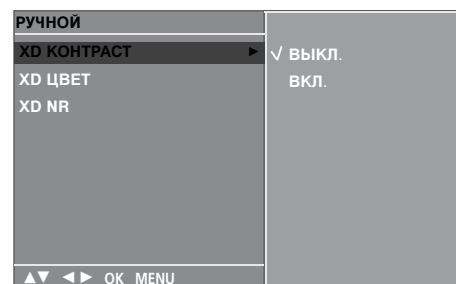 РУЧНОЙ
XD КОНТРАСТ ►
XD ЦВЕТ
XD NR
√ ВЫКЛ.
ВКЛ.
▲▼ ◄► OK MENU